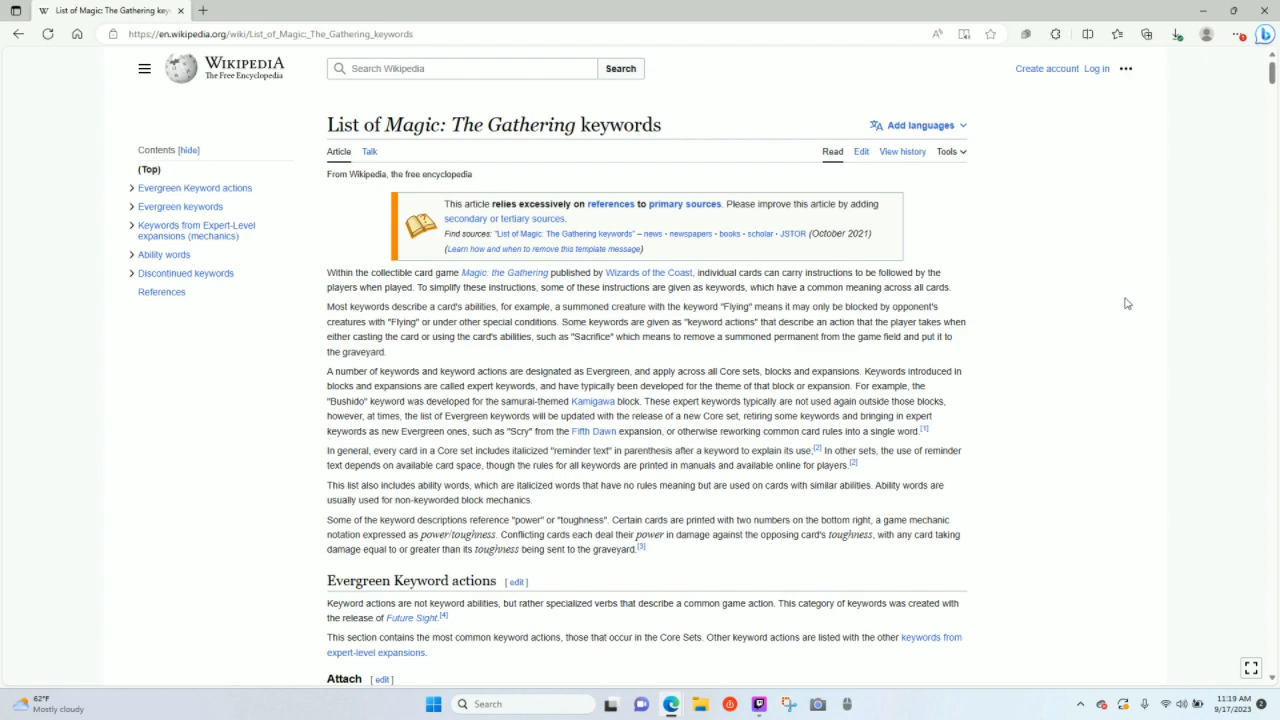 List of Magic: The Gathering key
https://en.wikipedia.org/wiki/List_of_Magic:_The_Gathering_keywords
WIKIPEDIA
The Free Encyclopedia
Search Wikipedia
Search
Create account Log in
List of Magic: The Gathering keywords
Add languages
Article Talk
Read Edit View history Tools
From Wikipedia, the free encyclopedia
Contents [hide]
(Top)
Evergreen Keyword actions
Evergreen keywords
Keywords from Expert-Level
expansions (mechanics)
Ability words
Discontinued keywords
References
This article relies excessively on references to primary sources. Please improve this article by adding
secondary or tertiary sources.
Find sources: "List of Magic: The Gathering keywords" – news · newspapers · books · scholar · JSTOR (October 2021)
(Learn how and when to remove this template message)
Within the collectible card game Magic: the Gathering published by Wizards of the Coast, individual cards can carry instructions to be followed by the
players when played. To simplify these instructions, some of these instructions are given as keywords, which have a common meaning across all cards.
Most keywords describe a card's abilities, for example, a summoned creature with the keyword "Flying" means it may only be blocked by opponent's
creatures with "Flying" or under other special conditions. Some keywords are given as "keyword actions" that describe an action that the player takes when
either casting the card or using the card's abilities, such as "Sacrifice" which means to remove a summoned permanent from the game field and put it to
the graveyard.
A number of keywords and keyword actions are designated as Evergreen, and apply across all Core sets, blocks and expansions. Keywords introduced in
blocks and expansions are called expert keywords, and have typically been developed for the theme of that block or expansion. For example, the
"Bushido" keyword was developed for the samurai-themed Kamigawa block. These expert keywords typically are not used again outside those blocks,
however, at times, the list of Evergreen keywords will be updated with the release of a new Core set, retiring some keywords and bringing in expert
keywords as new Evergreen ones, such as "Scry" from the Fifth Dawn expansion, or otherwise reworking common card rules into a single word.[1]
In general, every card in a Core set includes italicized "reminder text" in parenthesis after a keyword to explain its use;[2] In other sets, the use of reminder
text depends on available card space, though the rules for all keywords are printed in manuals and available online for players.[2]
This list also includes ability words, which are italicized words that have no rules meaning but are used on cards with similar abilities. Ability words are
usually used for non-keyworded block mechanics.
Some of the keyword descriptions reference "power" or "toughness". Certain cards are printed with two numbers on the bottom right, a game mechanic
notation expressed as power/toughness. Conflicting cards each deal their power in damage against the opposing card's toughness, with any card taking
damage equal to or greater than its toughness being sent to the graveyard.[3]
Evergreen Keyword actions [ edit ]
Keyword actions are not keyword abilities, but rather specialized verbs that describe a common game action. This category of keywords was created with
the release of Future Sight.[4]
This section contains the most common keyword actions, those that occur in the Core Sets. Other keyword actions are listed with the other keywords from
expert-level expansions.
Attach [ edit ]
62°F
Mostly cloudy
Search
11:19 AM
9/17/2023